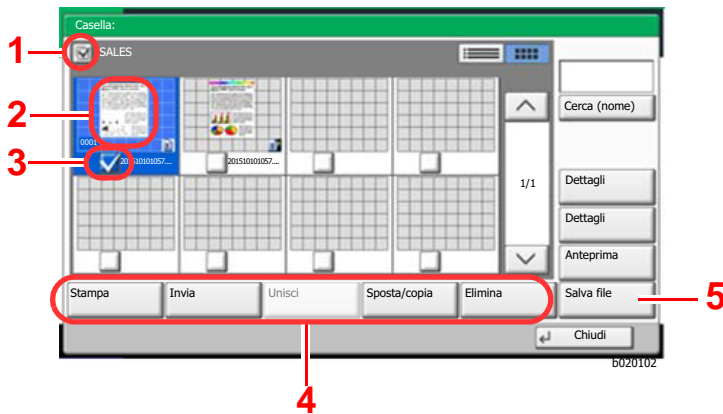 Casella:
1
SALES
2
Cerca (nome)
0001
3
201510101057....
201510101057....
1/1
Dettagli
Dettagli
Anteprima
Stampa
Invia
Unisci
Sposta/copia
Elimina
Salva file
5
Chiudi
b020102
4